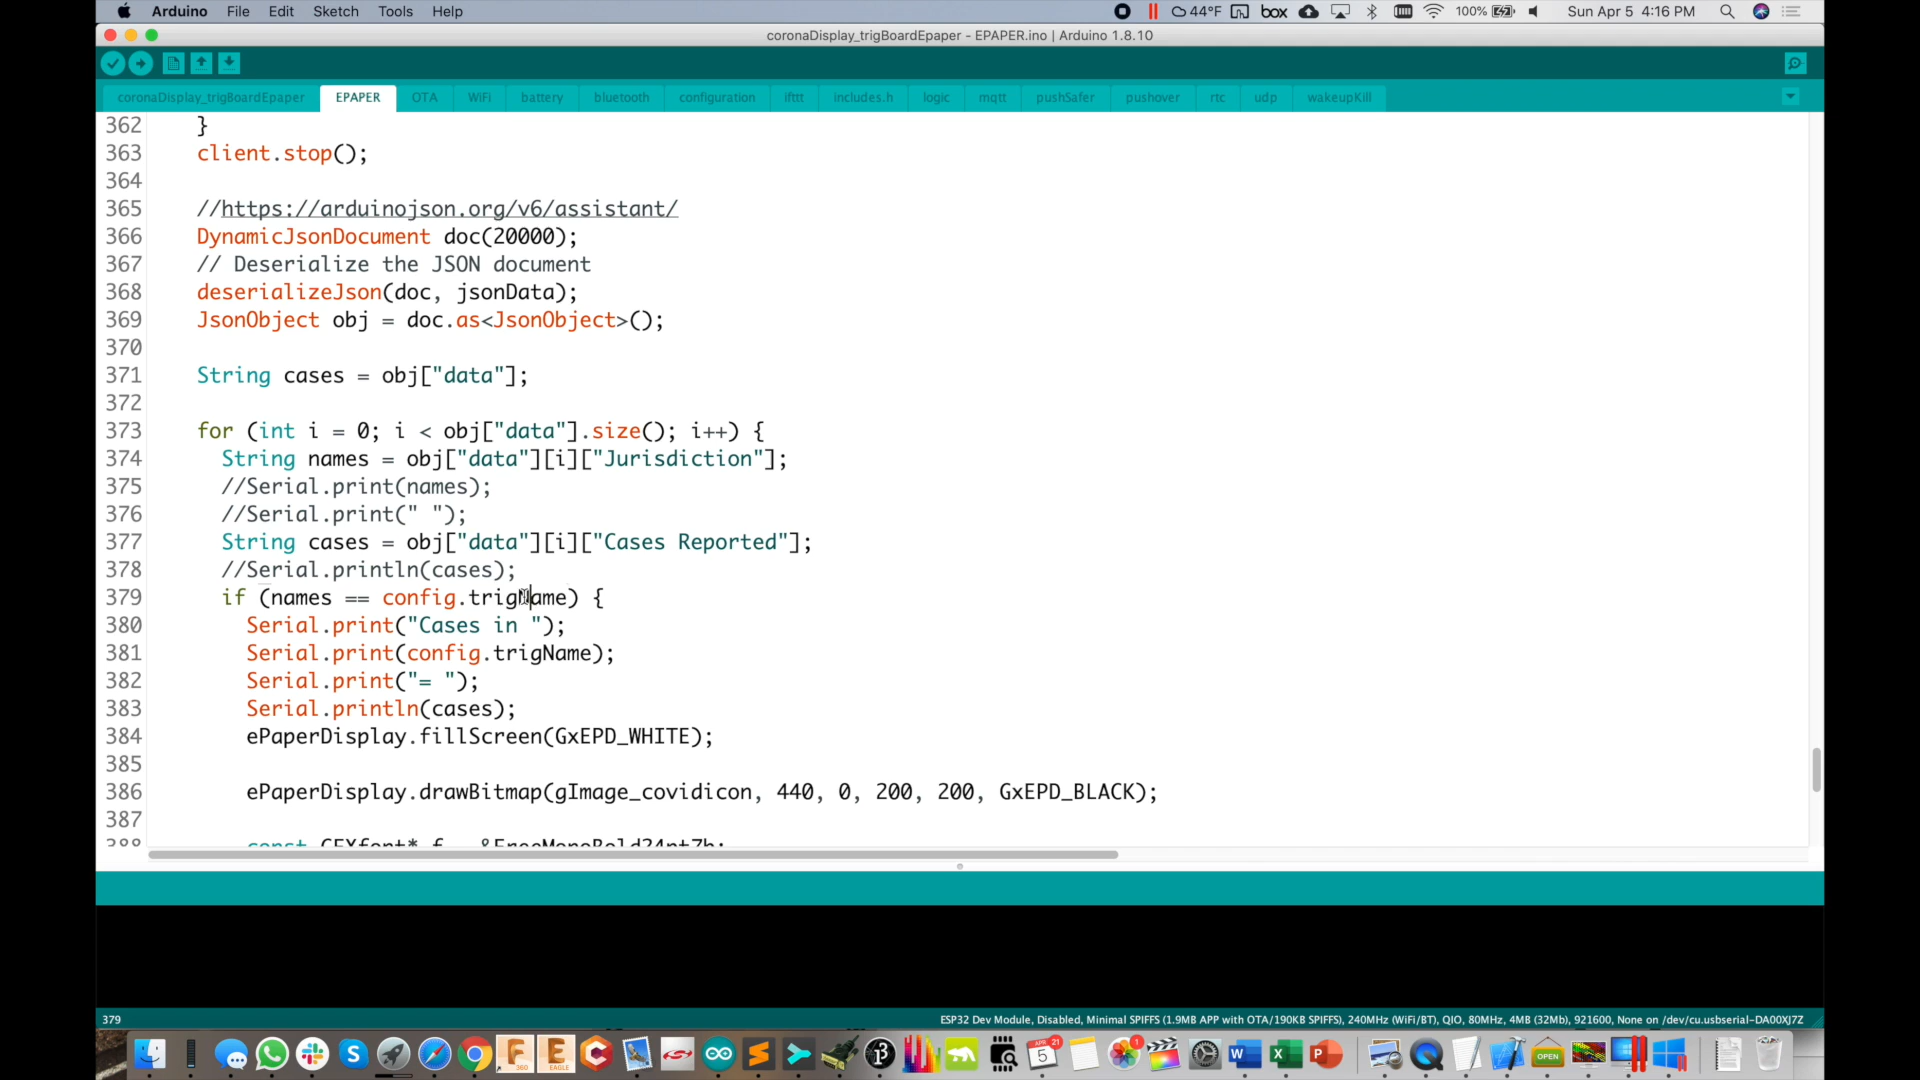 Arduino File Edit Sketch Tools Help 44°F box 100% Sun Apr 5 4:16 PM
coronaDisplay_trigBoardEpaper - EPAPER.ino | Arduino 1.8.10
coronaDisplay_trigBoardEpaper EPAPER OTA WiFi battery bluetooth configuration ifttt includes.h logic mqtt pushSafer pushover rtc udp wakeupKill
362 }
363 client.stop();
364
365 //https://arduinojson.org/v6/assistant/
366 DynamicJsonDocument doc(20000);
367 // Deserialize the JSON document
368 deserializeJson(doc, jsonData);
369 JsonObject obj = doc.as<JsonObject>();
370
371 String cases = obj["data"];
372
373 for (int i = 0; i < obj["data"].size(); i++) {
374 String names = obj["data"][i]["Jurisdiction"];
375 //Serial.print(names);
376 //Serial.print(" ");
377 String cases = obj["data"][i]["Cases Reported"];
378 //Serial.println(cases);
379 if (names == config.trigName) {
380 Serial.print("Cases in ");
381 Serial.print(config.trigName);
382 Serial.print("= ");
383 Serial.println(cases);
384 ePaperDisplay.fillScreen(GxEPD_WHITE);
385
386 ePaperDisplay.drawBitmap(gImage_covidicon, 440, 0, 200, 200, GxEPD_BLACK);
387
388 const GFXfont* f = &FreeMonoBold24pt7b;
379 ESP32 Dev Module, Disabled, Minimal SPIFFS (1.9MB APP with OTA/190KB SPIFFS), 240MHz (WiFi/BT), QIO, 80MHz, 4MB (32Mb), 921600, None on /dev/cu.usbserial-DA00XJ7Z